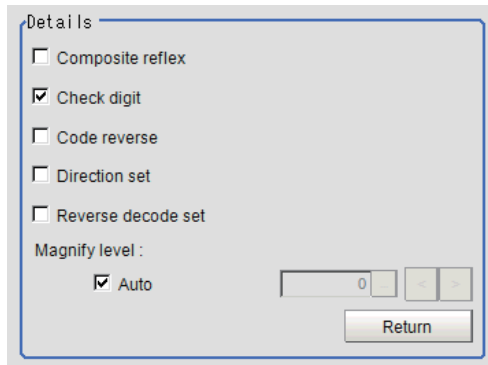 Details
Composite reflex
Check digit
Code reverse
Direction set
Reverse decode set
Magnify level :
Auto 0 ... < >
Return